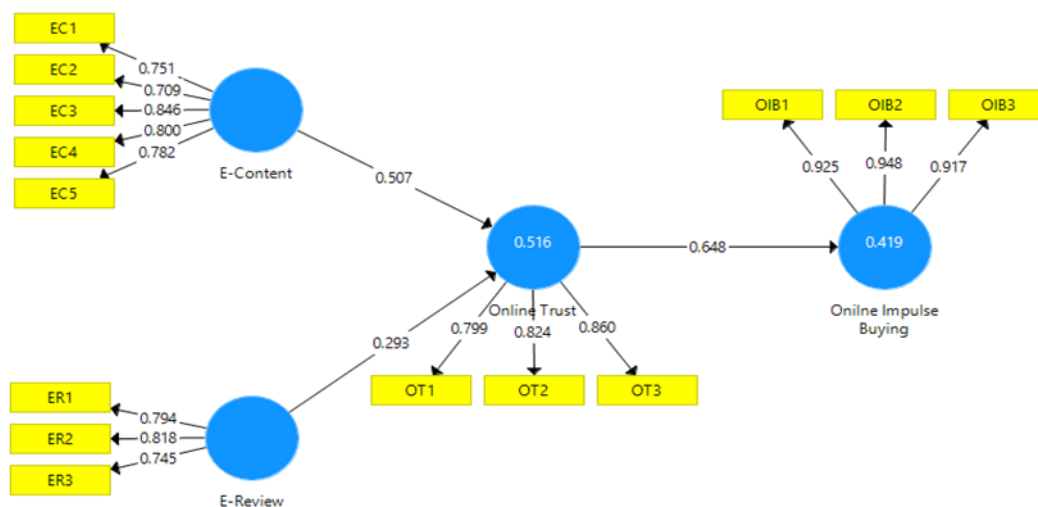 EC1
EC2
EC3
EC4
EC5
0.751
0.709
0.846
0.800
0.782
E-Content
0.507
OIB1
OIB2
OIB3
0.925
0.948
0.917
0.516
0.648
0.419
Online Trust
Onilne Impulse
Buying
0.293
0.799
0.824
0.860
OT1
OT2
OT3
ER1
ER2
ER3
0.794
0.818
0.745
E-Review